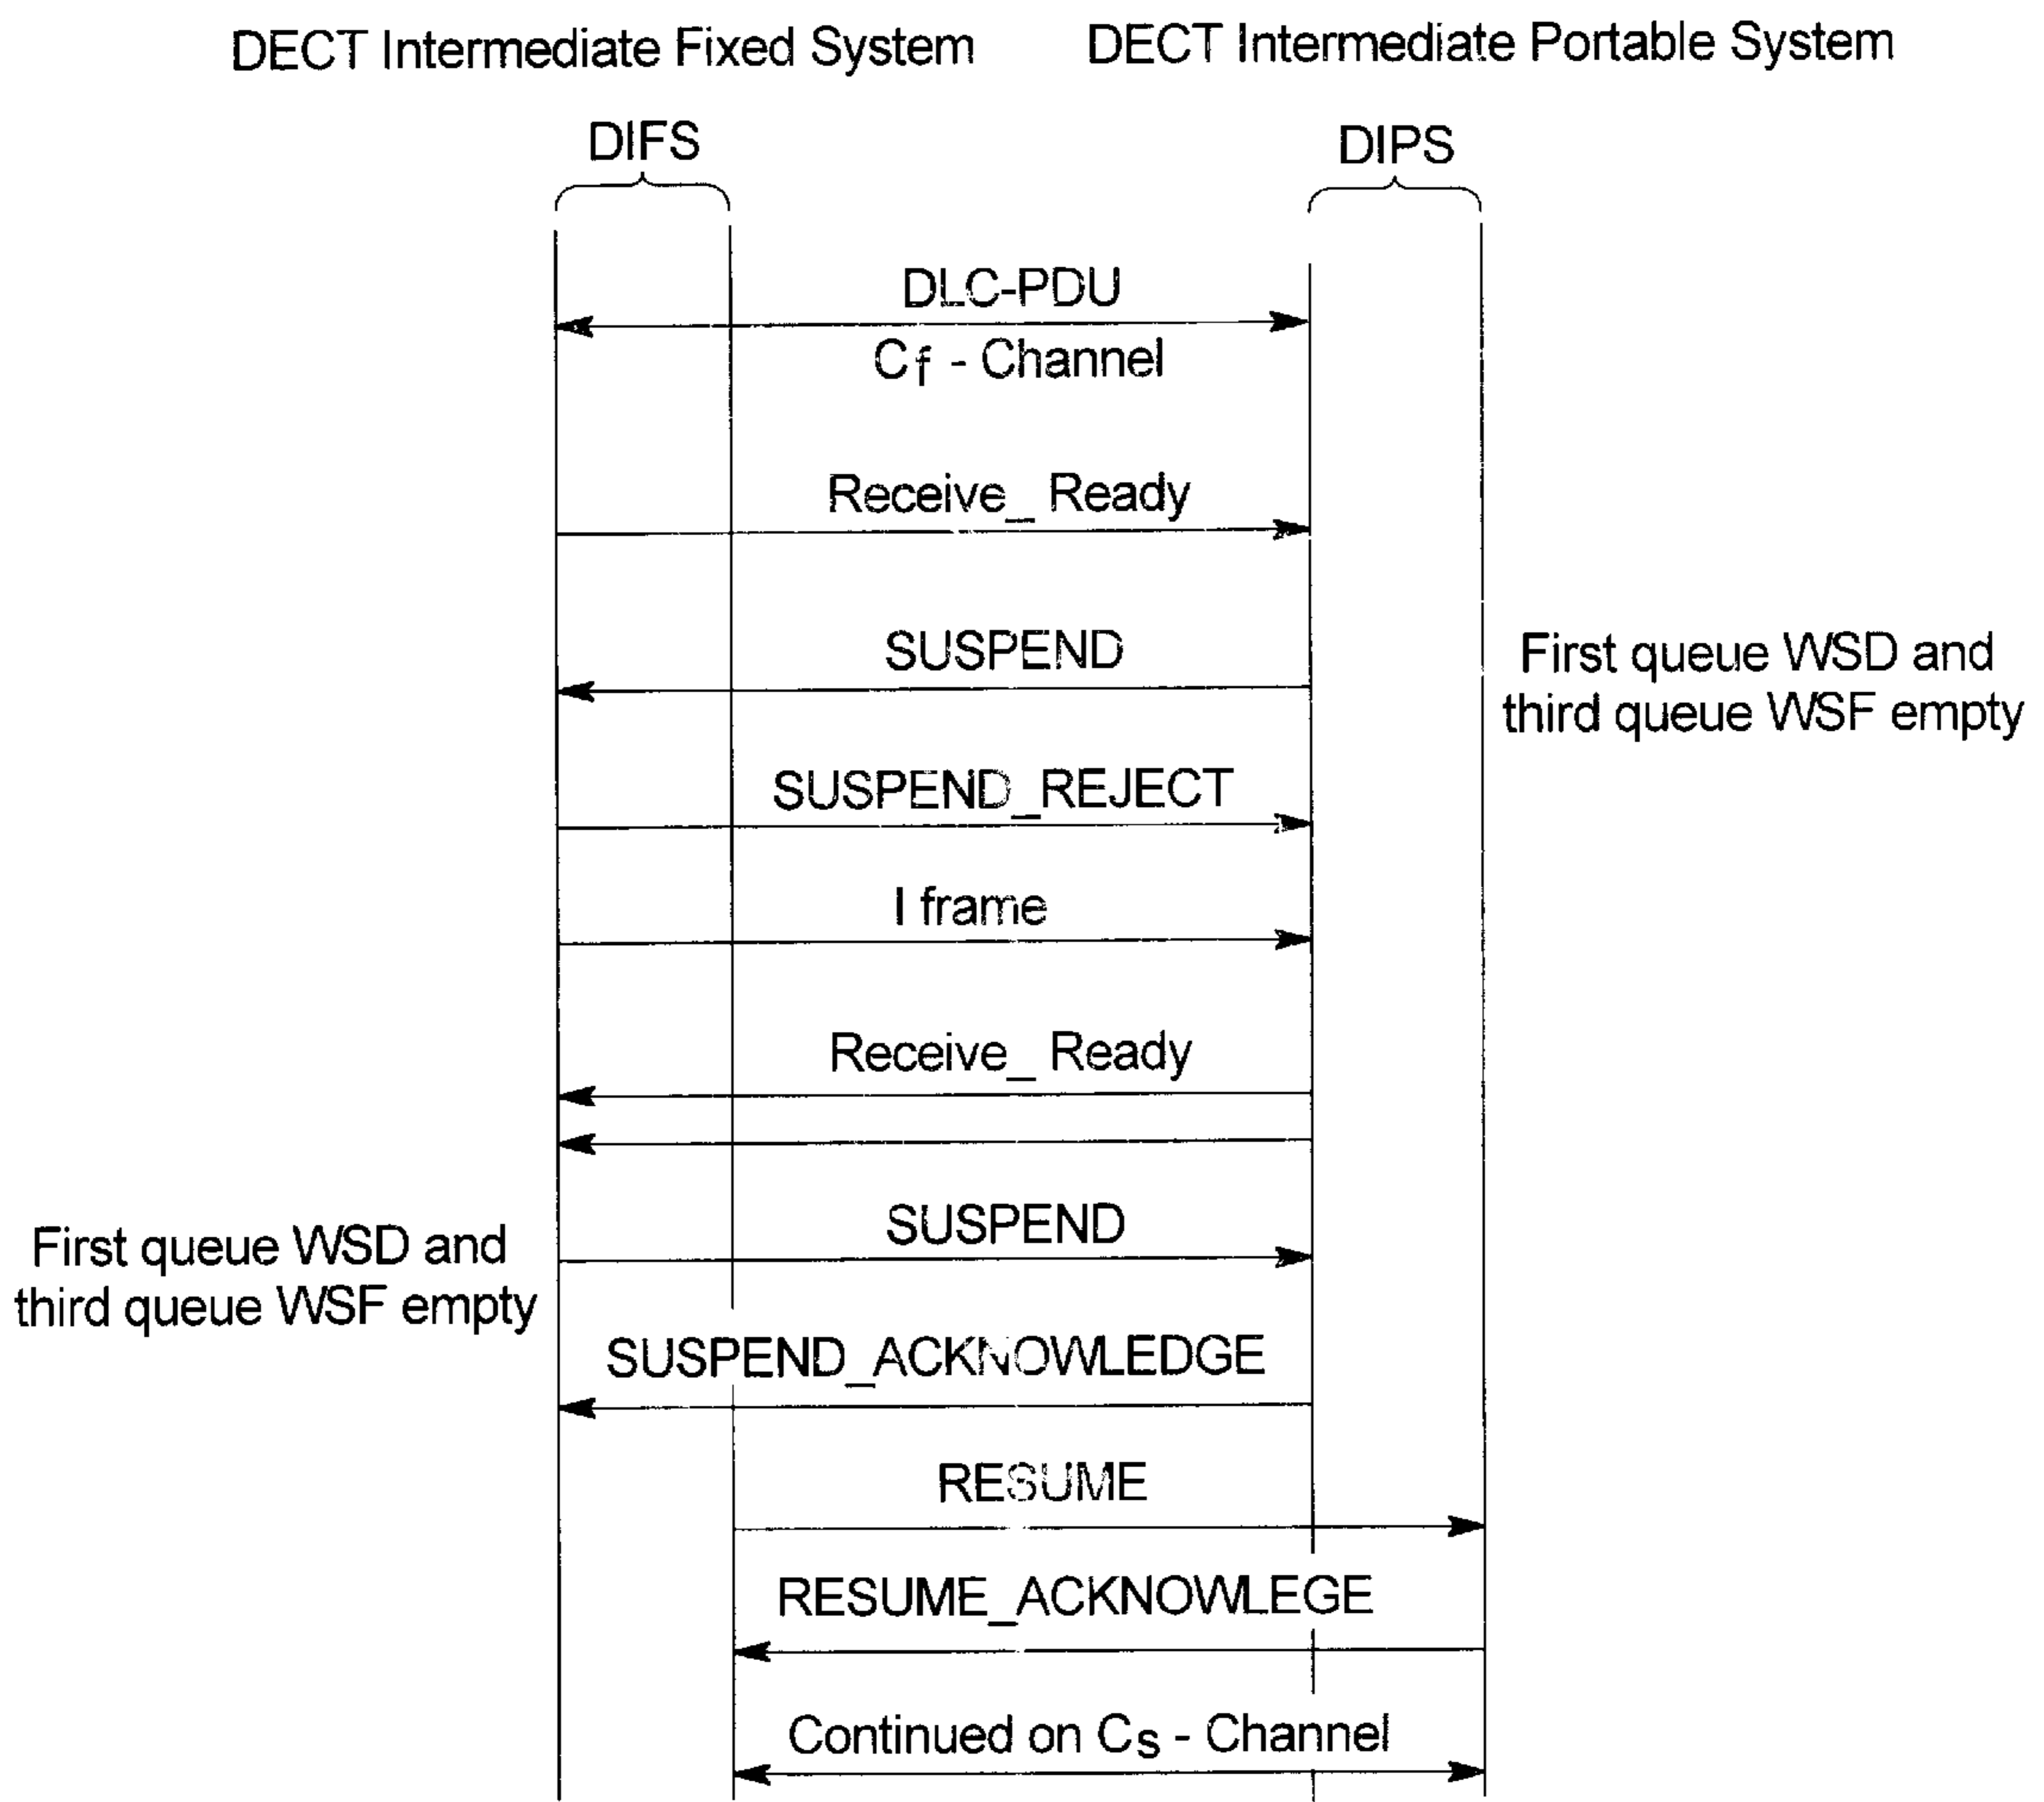 DECT Intermediate Fixed System
DECT Intermediate Portable System
DIFS
DIPS
DLC-PDU
Cf - Channel
Receive_ Ready
SUSPEND
First queue WSD and
third queue WSF empty
SUSPEND_REJECT
I frame
Receive_ Ready
SUSPEND
First queue WSD and
third queue WSF empty
SUSPEND_ACKNOWLEDGE
RESUME
RESUME_ACKNOWLEGE
Continued on Cs - Channel